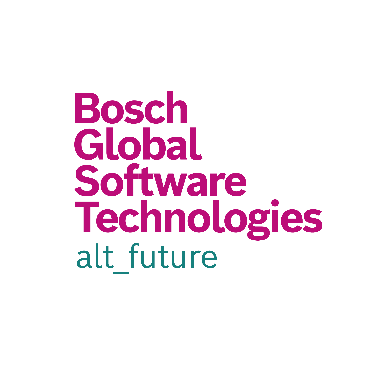 Bosch
Global
Software
Technologies
alt_future